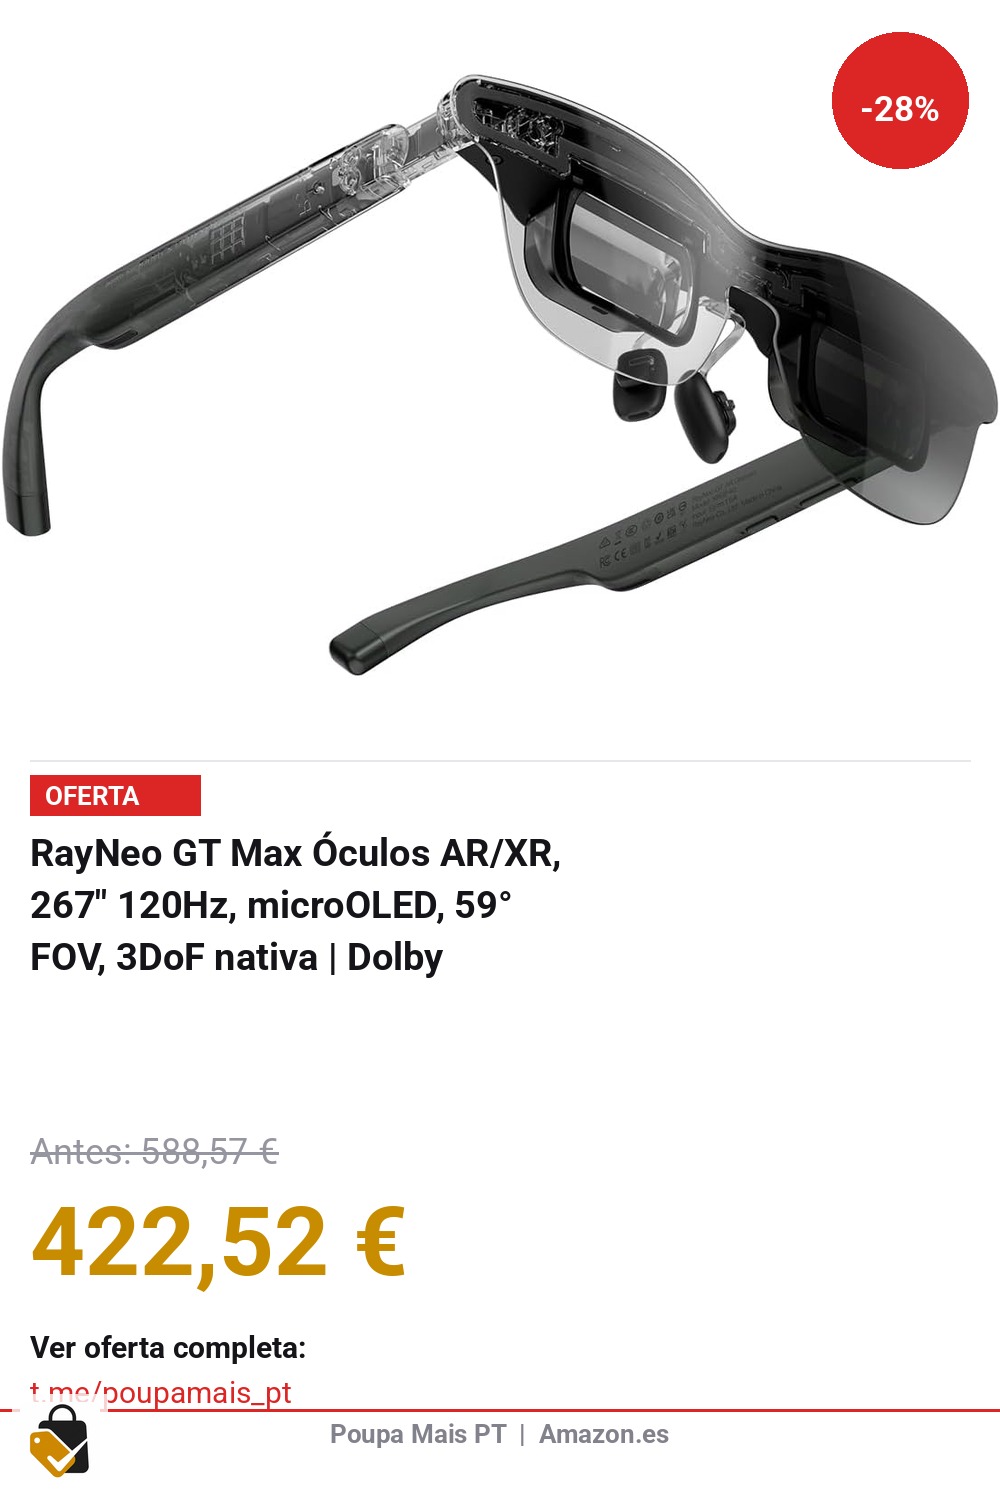 -28%
OFERTA
RayNeo GT Max Óculos AR/XR,
267" 120Hz, microOLED, 59°
FOV, 3DoF nativa | Dolby
Antes: 588,57 €
422,52 €
Ver oferta completa:
t.me/poupamais_pt
Poupa Mais PT | Amazon.es